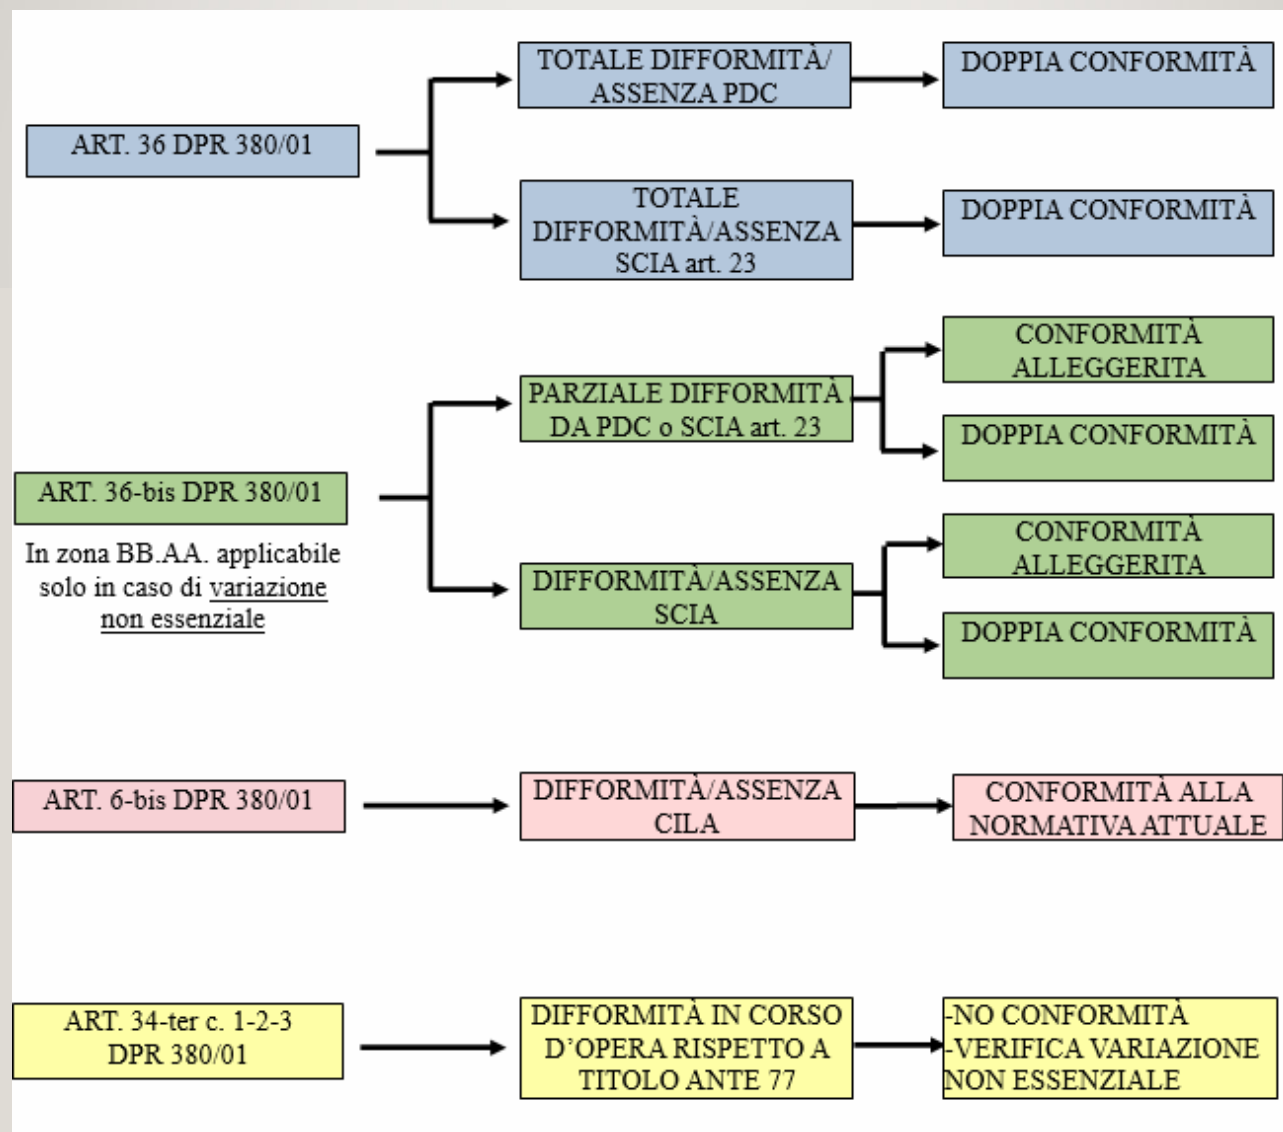 ART. 36 DPR 380/01
TOTALE DIFFORMITÀ/
ASSENZA PDC
DOPPIA CONFORMITÀ
TOTALE
DIFFORMITÀ/ASSENZA
SCIA art. 23
DOPPIA CONFORMITÀ
ART. 36-bis DPR 380/01
In zona BB.AA. applicabile
solo in caso di variazione
non essenziale
PARZIALE DIFFORMITÀ
DA PDC o SCIA art. 23
CONFORMITÀ
ALLEGGERITA
DOPPIA CONFORMITÀ
DIFFORMITÀ/ASSENZA
SCIA
CONFORMITÀ
ALLEGGERITA
DOPPIA CONFORMITÀ
ART. 6-bis DPR 380/01
DIFFORMITÀ/ASSENZA
CILA
CONFORMITÀ ALLA
NORMATIVA ATTUALE
ART. 34-ter c. 1-2-3
DPR 380/01
DIFFORMITÀ IN CORSO
D’OPERA RISPETTO A
TITOLO ANTE 77
-NO CONFORMITÀ
-VERIFICA VARIAZIONE
NON ESSENZIALE